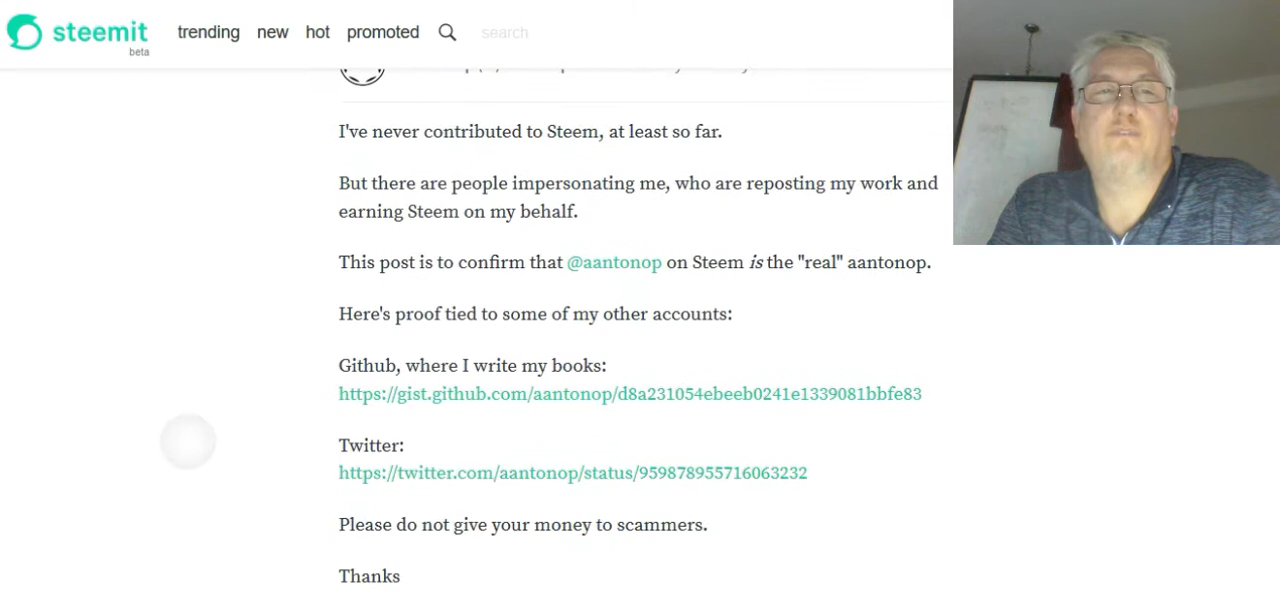 steemit
beta
trending new hot promoted search
I've never contributed to Steem, at least so far.
But there are people impersonating me, who are reposting my work and
earning Steem on my behalf.
This post is to confirm that @aantonop on Steem is the "real" aantonop.
Here's proof tied to some of my other accounts:
Github, where I write my books:
https://gist.github.com/aantonop/d8a231054ebeeb0241e1339081bbfe83
Twitter:
https://twitter.com/aantonop/status/959878955716063232
Please do not give your money to scammers.
Thanks